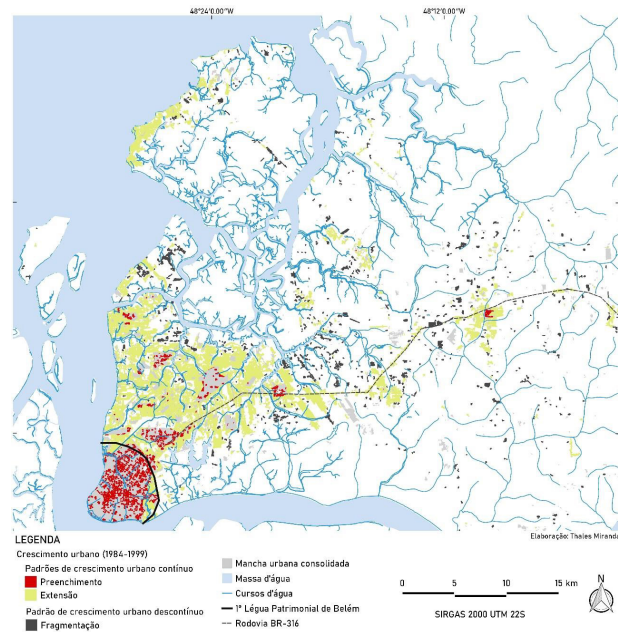 48°24'0.00"W
48°12'0.00"W
Elaboração: Thales Miranda
LEGENDA
Crescimento urbano (1984-1999)
Padrões de crescimento urbano contínuo
Preenchimento
Extensão
Padrão de crescimento urbano descontínuo
Fragmentação
Mancha urbana consolidada
Massa d'água
Cursos d'água
1ª Légua Patrimonial de Belém
Rodovia BR-316
0 5 10 15 km
SIRGAS 2000 UTM 22S
N